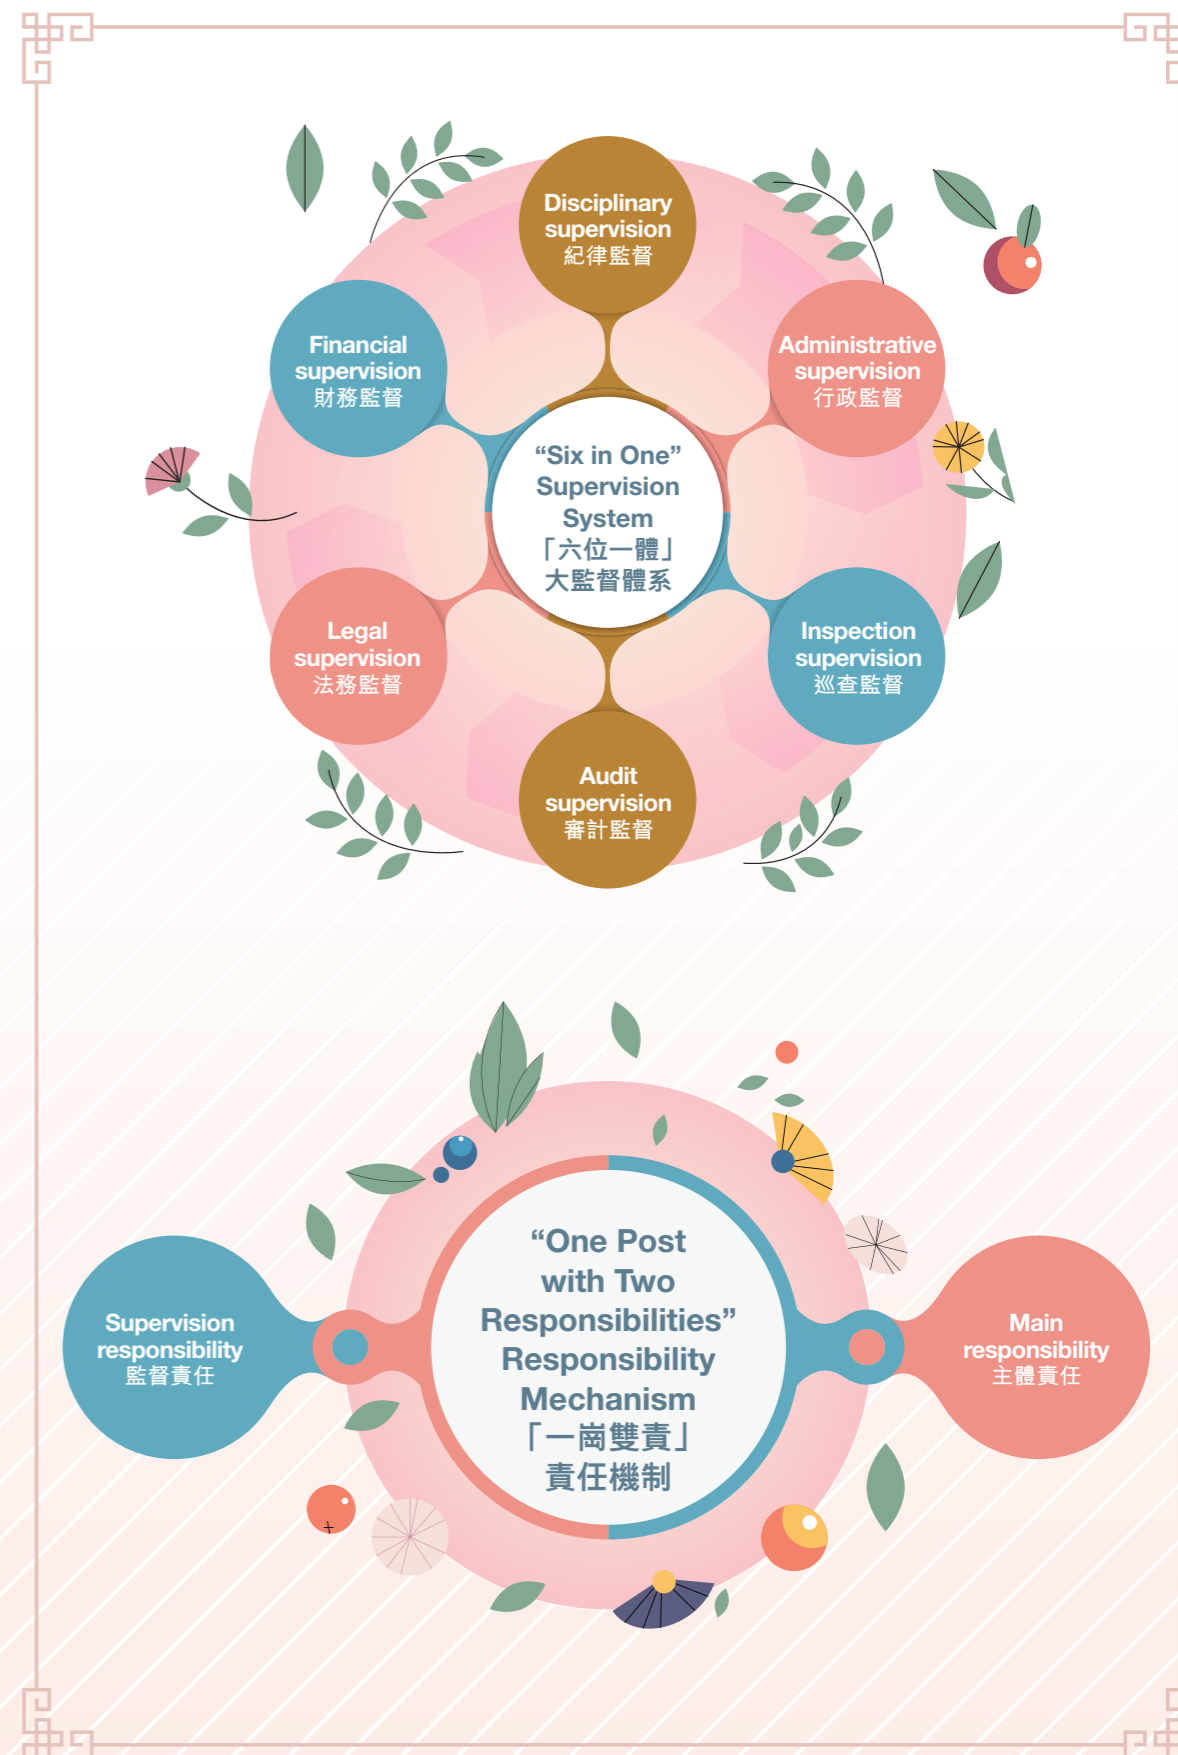 Disciplinary
supervision
紀律監督
Financial
supervision
財務監督
Administrative
supervision
行政監督
“Six in One”
Supervision
System
「六位一體」
大監督體系
Legal
supervision
法務監督
Inspection
supervision
巡查監督
Audit
supervision
審計監督
“One Post
with Two
Responsibilities”
Responsibility
Mechanism
「一崗雙責」
責任機制
Supervision
responsibility
監督責任
Main
responsibility
主體責任